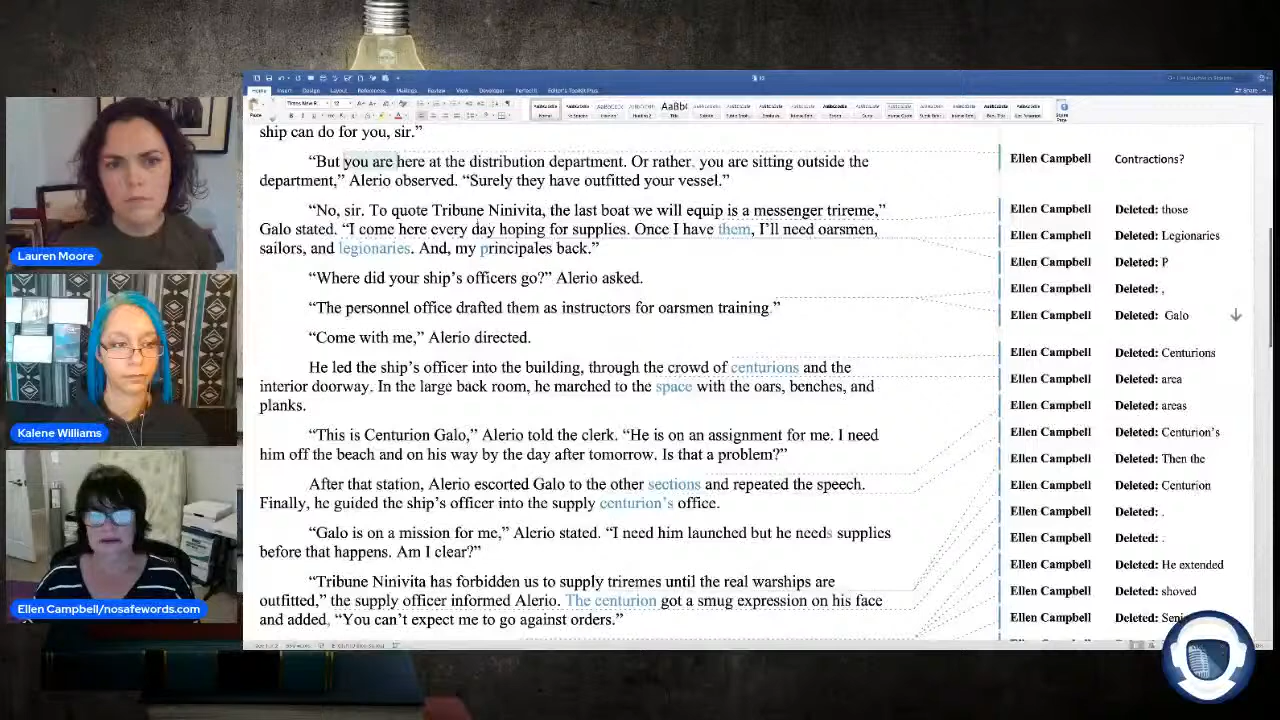 Home Insert Design Layout References Mailings Review View Developer
Share
ship can do for you, sir.”
“But you are here at the distribution department. Or rather, you are sitting outside the
department,” Alerio observed. “Surely they have outfitted your vessel.”
“No, sir. To quote Tribune Ninivita, the last boat we will equip is a messenger trireme,”
Galo stated. “I come here every day hoping for supplies. Once I have them, I’ll need oarsmen,
sailors, and legionaries. And, my principales back.”
“Where did your ship’s officers go?” Alerio asked.
“The personnel office drafted them as instructors for oarsmen training.”
“Come with me,” Alerio directed.
He led the ship’s officer into the building, through the crowd of centurions and the
interior doorway. In the large back room, he marched to the space with the oars, benches, and
planks.
“This is Centurion Galo,” Alerio told the clerk. “He is on an assignment for me. I need
him off the beach and on his way by the day after tomorrow. Is that a problem?”
After that station, Alerio escorted Galo to the other sections and repeated the speech.
Finally, he guided the ship’s officer into the supply centurion’s office.
“Galo is on a mission for me,” Alerio stated. “I need him launched but he needs supplies
before that happens. Am I clear?”
“Tribune Ninivita has forbidden us to supply triremes until the real warships are
outfitted,” the supply officer informed Alerio. The centurion got a smug expression on his face
and added, “You can’t expect me to go against orders.”
Ellen Campbell Contractions?
Ellen Campbell Deleted: those
Ellen Campbell Deleted: Legionaries
Ellen Campbell Deleted: P
Ellen Campbell Deleted: ,
Ellen Campbell Deleted: Galo
Ellen Campbell Deleted: Centurions
Ellen Campbell Deleted: area
Ellen Campbell Deleted: areas
Ellen Campbell Deleted: Centurion’s
Ellen Campbell Deleted: Then the
Ellen Campbell Deleted: Centurion
Ellen Campbell Deleted: .
Ellen Campbell Deleted: .
Ellen Campbell Deleted: He extended
Ellen Campbell Deleted: shoved
Ellen Campbell Deleted:
Lauren Moore
Kalene Williams
Ellen Campbell/nosafewords.com